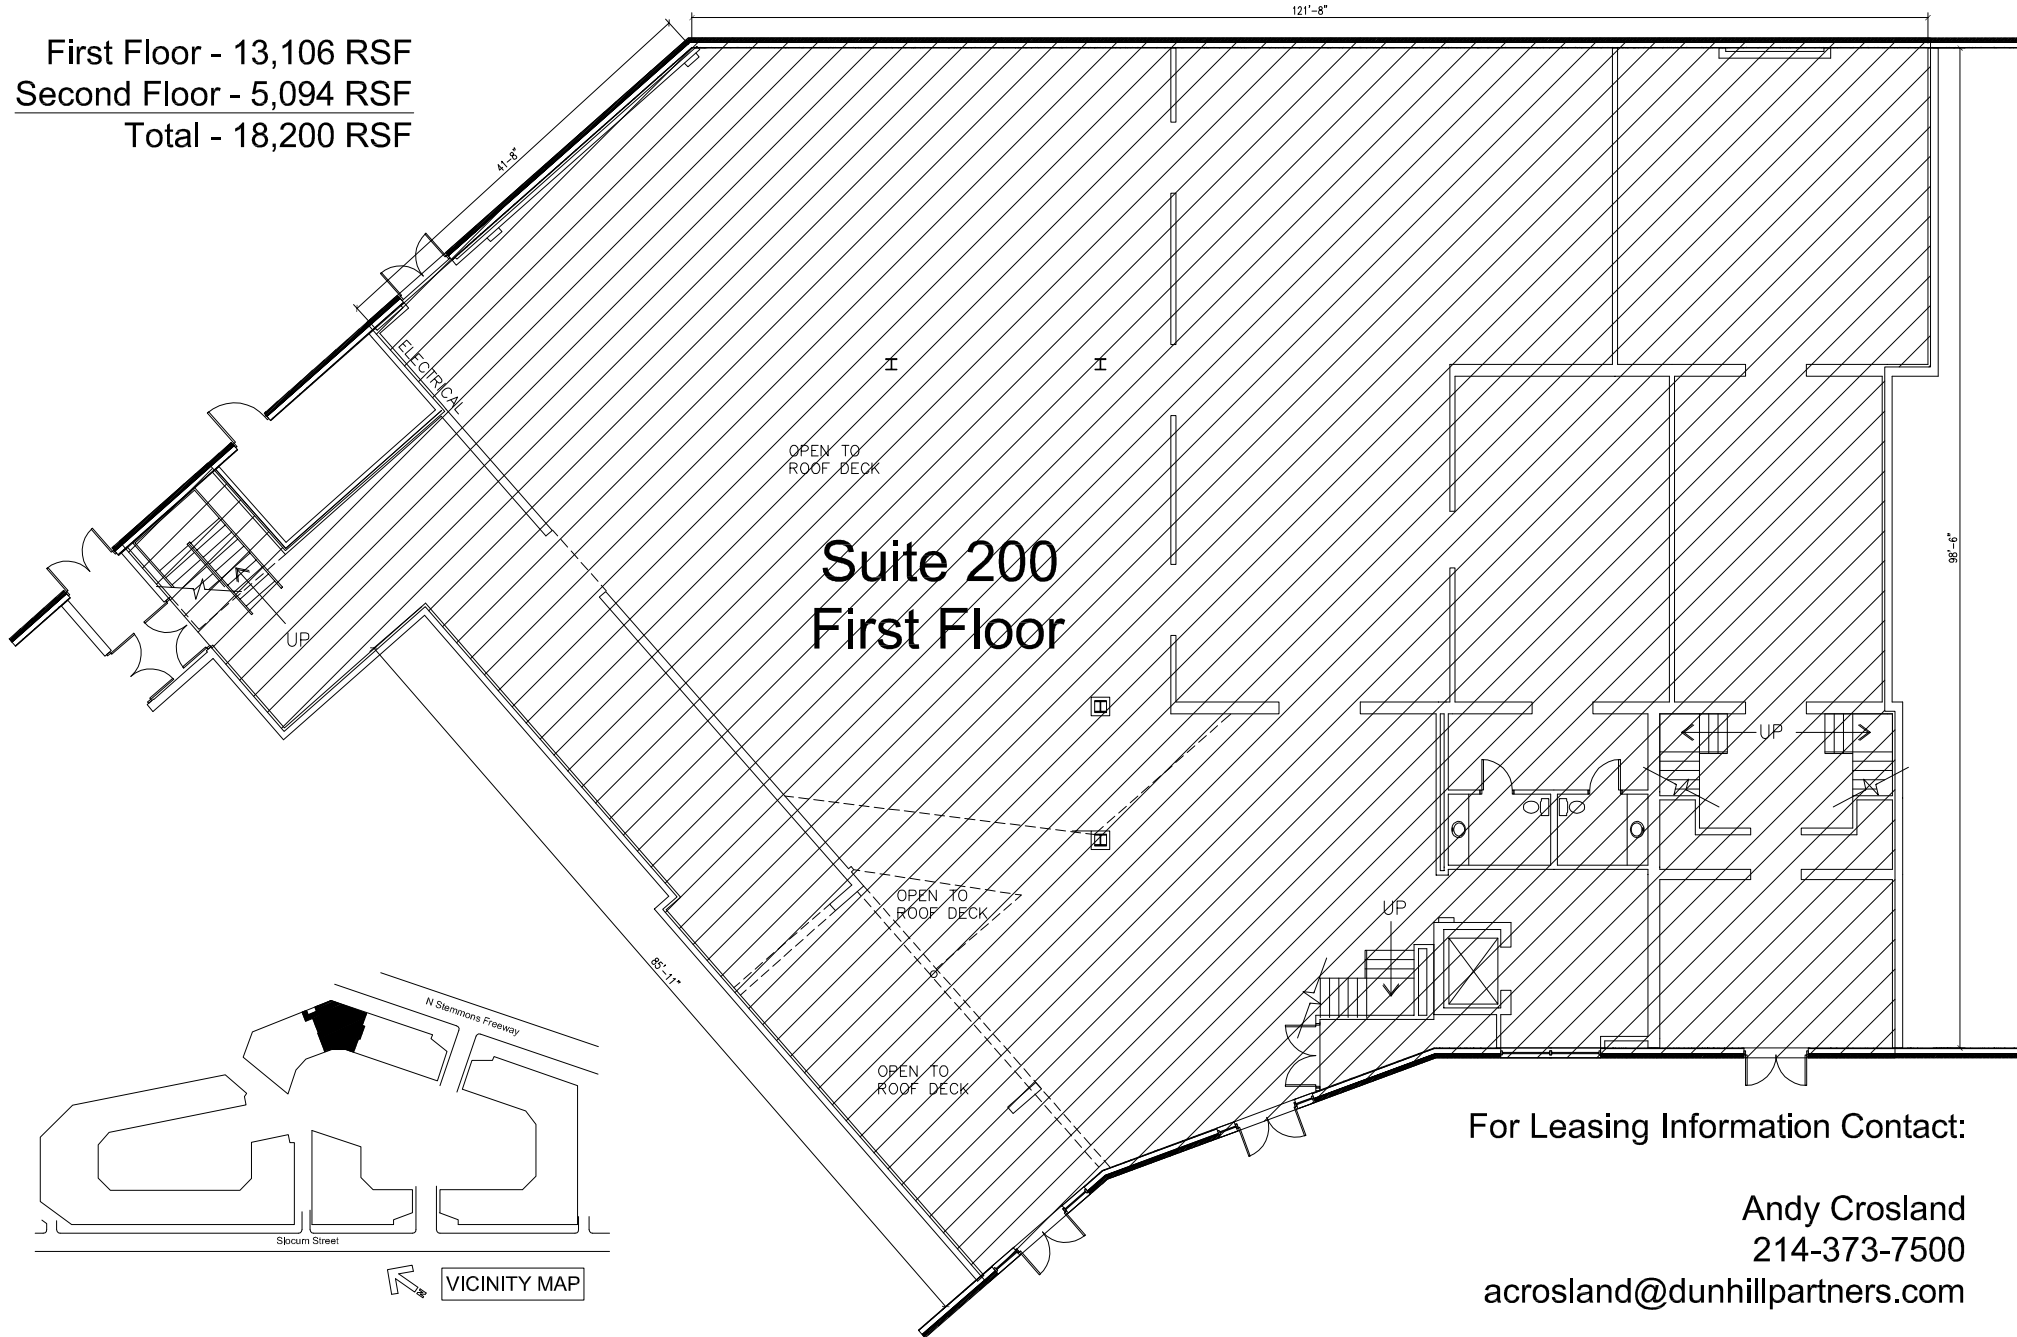 121'-8"
First Floor - 13,106 RSF
Second Floor - 5,094 RSF
Total - 18,200 RSF
41'-8"
ELECTRICAL
OPEN TO
ROOF DECK
Suite 200
First Floor
98'-6"
UP
UP
OPEN TO
ROOF DECK
UP
85'-11"
OPEN TO
ROOF DECK
N Stemmons Freeway
Slocum Street
N
VICINITY MAP
For Leasing Information Contact:
Andy Crosland
214-373-7500
acrosland@dunhillpartners.com